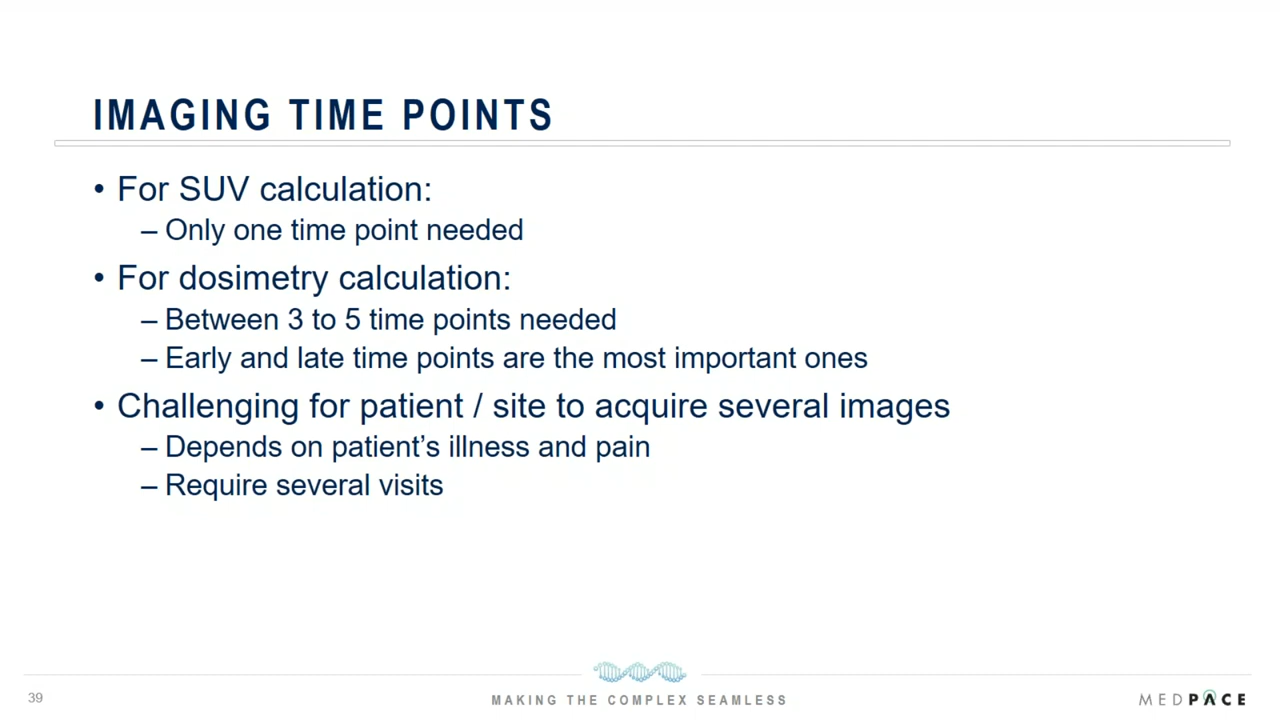 IMAGING TIME POINTS
• For SUV calculation:
– Only one time point needed
• For dosimetry calculation:
– Between 3 to 5 time points needed
– Early and late time points are the most important ones
• Challenging for patient / site to acquire several images
– Depends on patient’s illness and pain
– Require several visits
39
MAKING THE COMPLEX SEAMLESS
MEDPACE